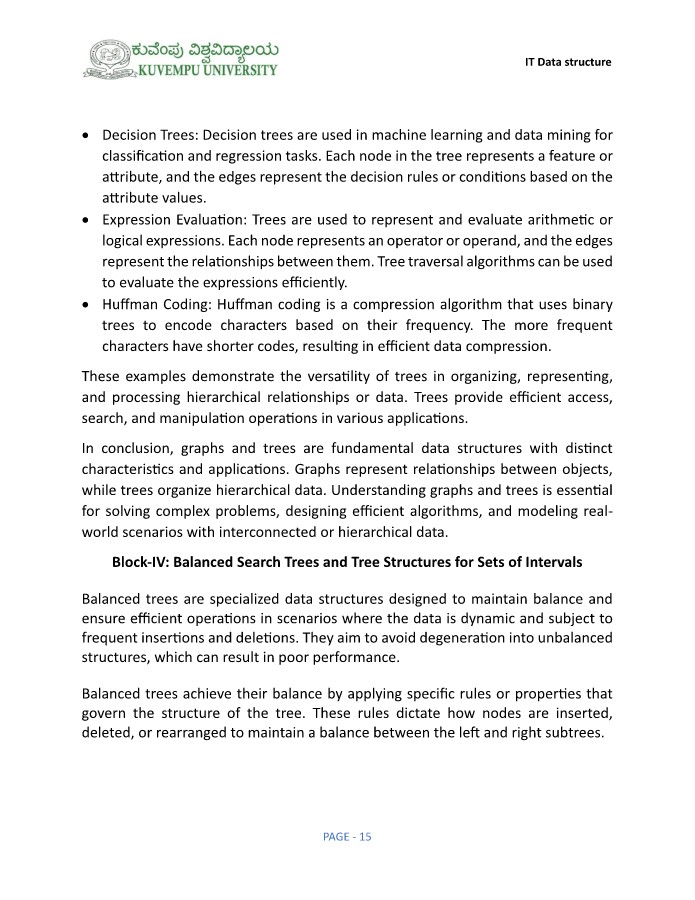 ಕುವೆಂಪು ವಿಶ್ವವಿದ್ಯಾಲಯ
KUVEMPU UNIVERSITY
IT Data structure
• Decision Trees: Decision trees are used in machine learning and data mining for
classification and regression tasks. Each node in the tree represents a feature or
attribute, and the edges represent the decision rules or conditions based on the
attribute values.
• Expression Evaluation: Trees are used to represent and evaluate arithmetic or
logical expressions. Each node represents an operator or operand, and the edges
represent the relationships between them. Tree traversal algorithms can be used
to evaluate the expressions efficiently.
• Huffman Coding: Huffman coding is a compression algorithm that uses binary
trees to encode characters based on their frequency. The more frequent
characters have shorter codes, resulting in efficient data compression.
These examples demonstrate the versatility of trees in organizing, representing,
and processing hierarchical relationships or data. Trees provide efficient access,
search, and manipulation operations in various applications.
In conclusion, graphs and trees are fundamental data structures with distinct
characteristics and applications. Graphs represent relationships between objects,
while trees organize hierarchical data. Understanding graphs and trees is essential
for solving complex problems, designing efficient algorithms, and modeling real-
world scenarios with interconnected or hierarchical data.
Block-IV: Balanced Search Trees and Tree Structures for Sets of Intervals
Balanced trees are specialized data structures designed to maintain balance and
ensure efficient operations in scenarios where the data is dynamic and subject to
frequent insertions and deletions. They aim to avoid degeneration into unbalanced
structures, which can result in poor performance.
Balanced trees achieve their balance by applying specific rules or properties that
govern the structure of the tree. These rules dictate how nodes are inserted,
deleted, or rearranged to maintain a balance between the left and right subtrees.
PAGE - 15